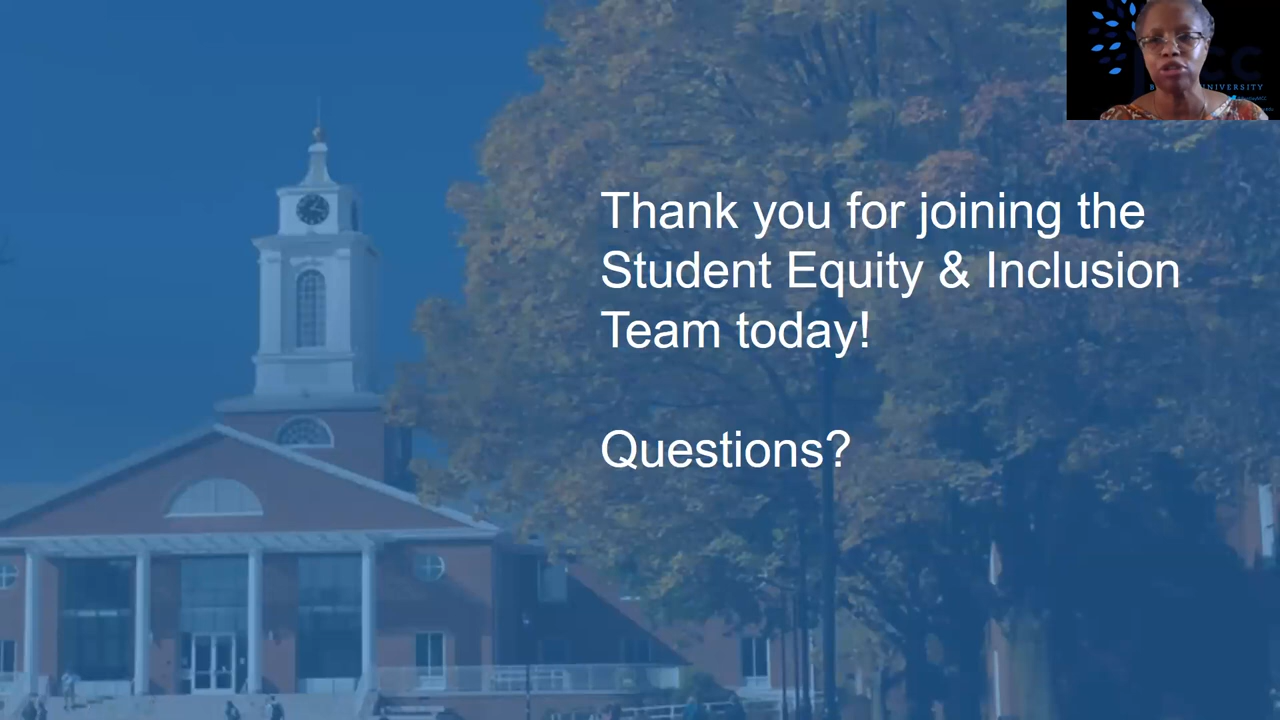 Thank you for joining the
Student Equity & Inclusion
Team today!
Questions?